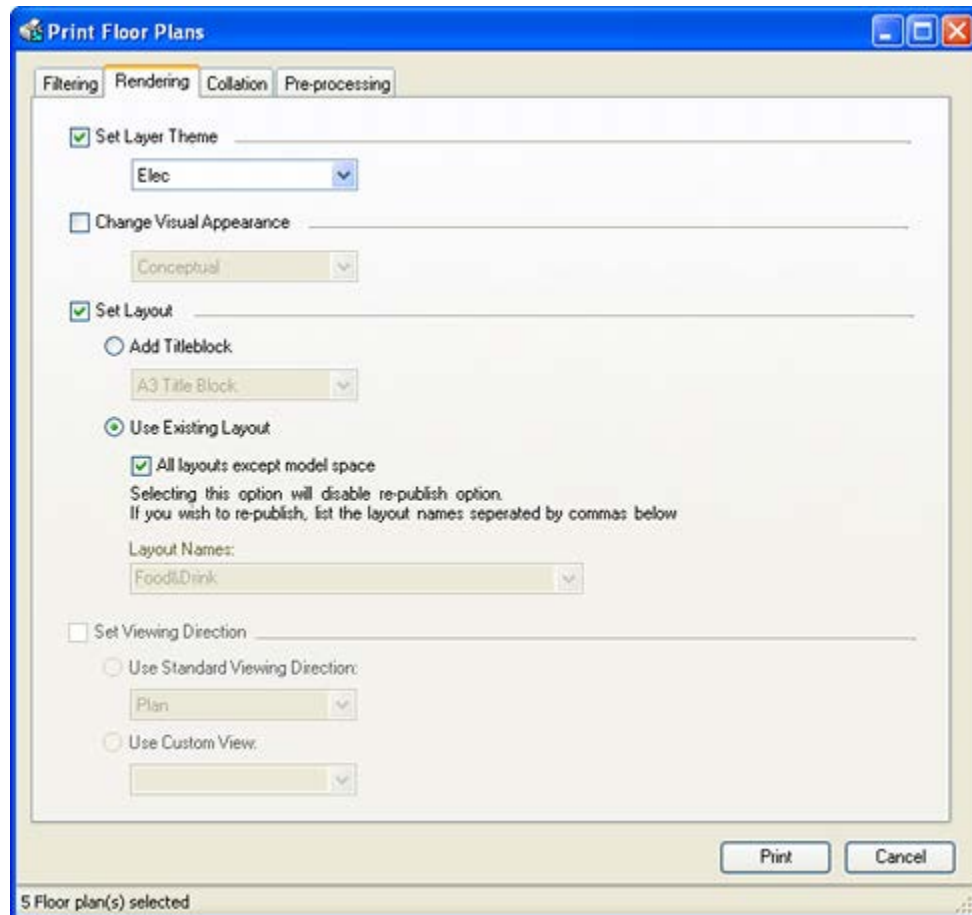 Print Floor Plans
Filtering Rendering Collation Pre-processing
Set Layer Theme
Elec
Change Visual Appearance
Conceptual
Set Layout
Add Titleblock
A3 Title Block
Use Existing Layout
All layouts except model space
Selecting this option will disable re-publish option.
If you wish to re-publish, list the layout names seperated by commas below
Layout Names:
Food&Drink
Set Viewing Direction
Use Standard Viewing Direction:
Plan
Use Custom View:
Print Cancel
5 Floor plan(s) selected